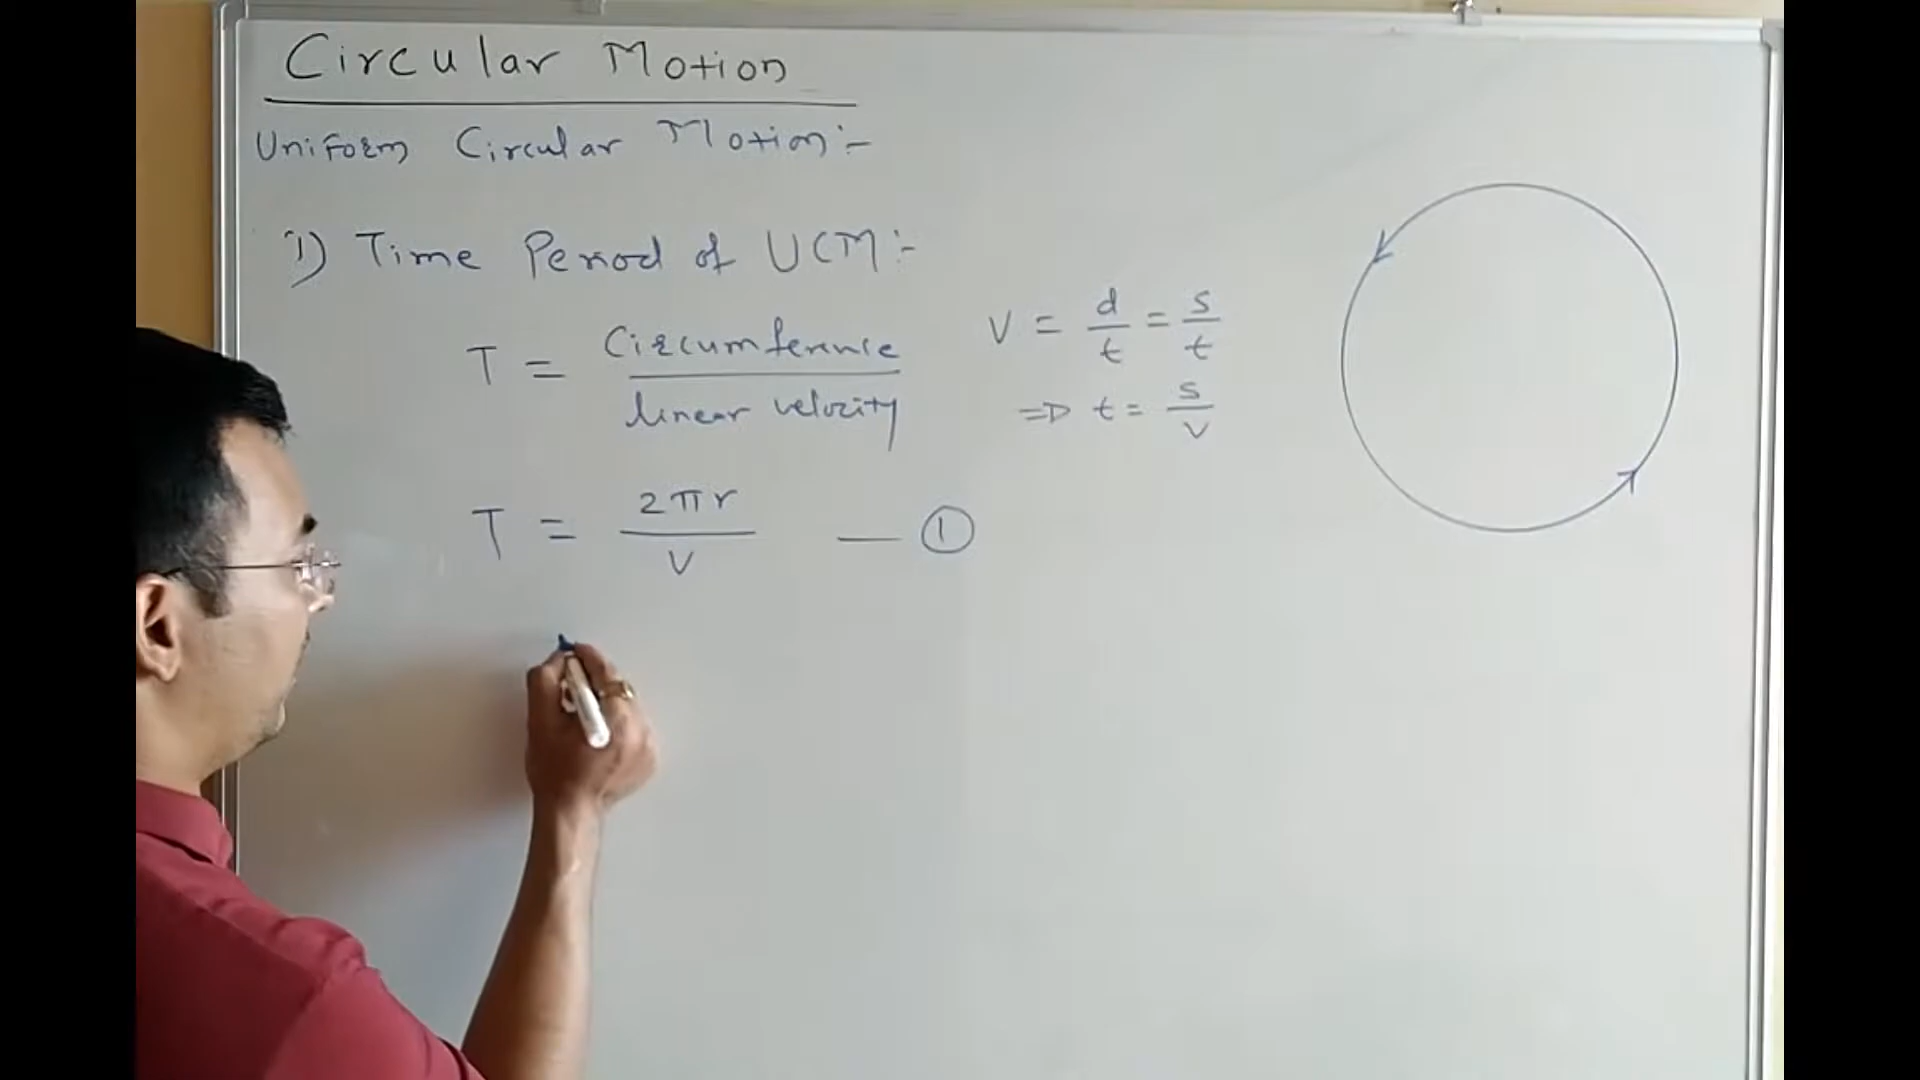 Circular Motion
Uniform Circular Motion:-
1) Time Period of UCM:-
T = Circumference / linear velocity
V = d/t = s/t
=> t = s/v
T = 2πr / v — ①